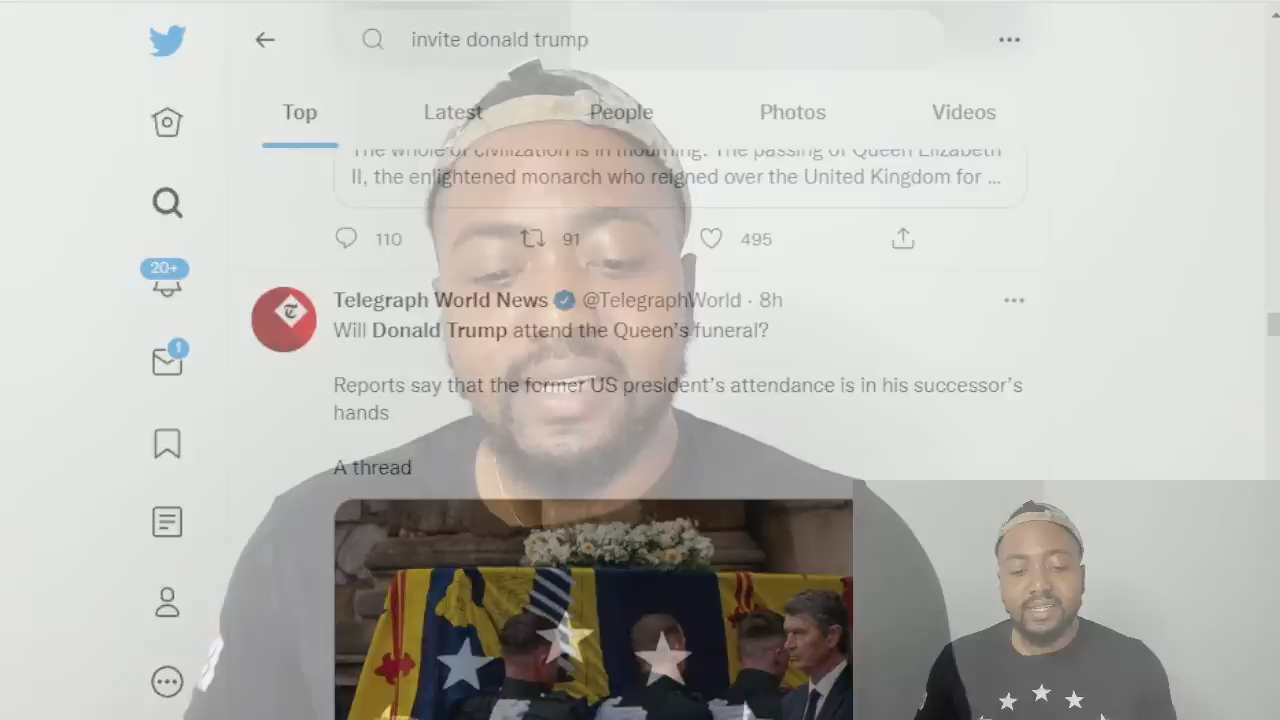 invite donald trump
Top Latest People Photos Videos
The whole of civilization is in mourning. The passing of Queen Elizabeth
II, the enlightened monarch who reigned over the United Kingdom for ...
110 91 495
20+
Telegraph World News @TelegraphWorld · 8h
Will Donald Trump attend the Queen's funeral?
1
Reports say that the former US president's attendance is in his successor's
hands
A thread